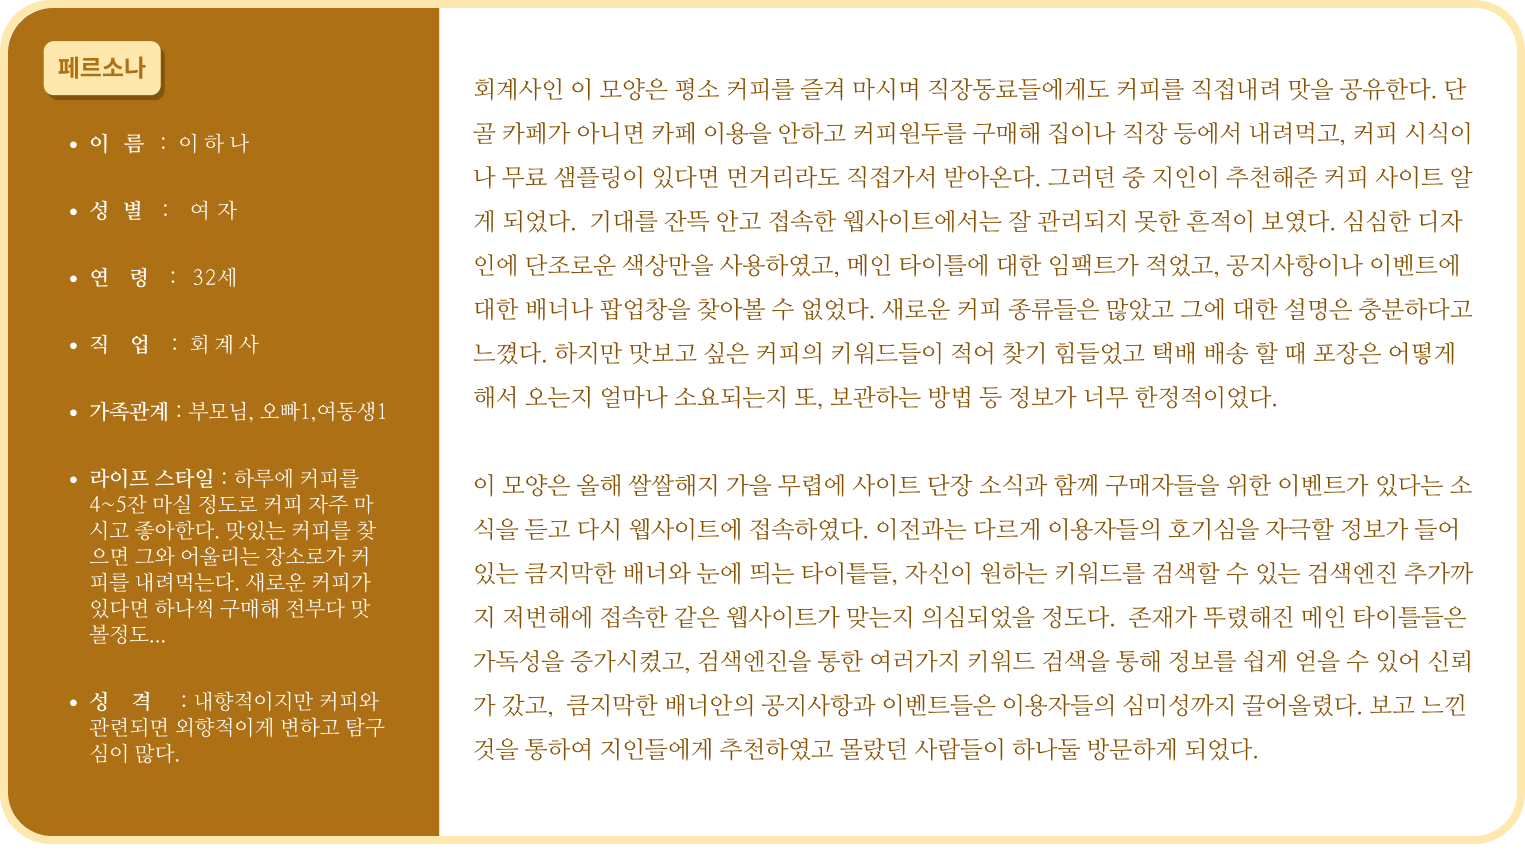 페르소나
• 이 름 : 이하나
• 성 별 : 여 자
• 연 령 : 32세
• 직 업 : 회계사
• 가족관계 : 부모님, 오빠1,여동생1
• 라이프 스타일 : 하루에 커피를
4~5잔 마실 정도로 커피 자주 마
시고 좋아한다. 맛있는 커피를 찾
으면 그와 어울리는 장소로가 커
피를 내려먹는다. 새로운 커피가
있다면 하나씩 구매해 전부다 맛
볼정도...
• 성 격 : 내향적이지만 커피와
관련되면 외향적이게 변하고 탐구
심이 많다.
회계사인 이 모양은 평소 커피를 즐겨 마시며 직장동료들에게도 커피를 직접내려 맛을 공유한다. 단
골 카페가 아니면 카페 이용을 안하고 커피원두를 구매해 집이나 직장 등에서 내려먹고, 커피 시식이
나 무료 샘플링이 있다면 먼거리라도 직접가서 받아온다. 그러던 중 지인이 추천해준 커피 사이트 알
게 되었다. 기대를 잔뜩 안고 접속한 웹사이트에서는 잘 관리되지 못한 흔적이 보였다. 심심한 디자
인에 단조로운 색상만을 사용하였고, 메인 타이틀에 대한 임팩트가 적었고, 공지사항이나 이벤트에
대한 배너나 팝업창을 찾아볼 수 없었다. 새로운 커피 종류들은 많았고 그에 대한 설명은 충분하다고
느꼈다. 하지만 맛보고 싶은 커피의 키워드들이 적어 찾기 힘들었고 택배 배송 할 때 포장은 어떻게
해서 오는지 얼마나 소요되는지 또, 보관하는 방법 등 정보가 너무 한정적이었다.
이 모양은 올해 쌀쌀해지 가을 무렵에 사이트 단장 소식과 함께 구매자들을 위한 이벤트가 있다는 소
식을 듣고 다시 웹사이트에 접속하였다. 이전과는 다르게 이용자들의 호기심을 자극할 정보가 들어
있는 큼지막한 배너와 눈에 띄는 타이틀들, 자신이 원하는 키워드를 검색할 수 있는 검색엔진 추가까
지 저번해에 접속한 같은 웹사이트가 맞는지 의심되었을 정도다. 존재가 뚜렸해진 메인 타이틀들은
가독성을 증가시켰고, 검색엔진을 통한 여러가지 키워드 검색을 통해 정보를 쉽게 얻을 수 있어 신뢰
가 갔고, 큼지막한 배너안의 공지사항과 이벤트들은 이용자들의 심미성까지 끌어올렸다. 보고 느낀
것을 통하여 지인들에게 추천하였고 몰랐던 사람들이 하나둘 방문하게 되었다.